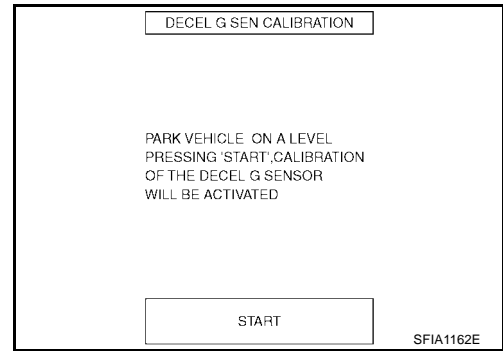 DECEL G SEN CALIBRATION
PARK VEHICLE ON A LEVEL
PRESSING 'START',CALIBRATION
OF THE DECEL G SENSOR
WILL BE ACTIVATED
START
SFIA1162E